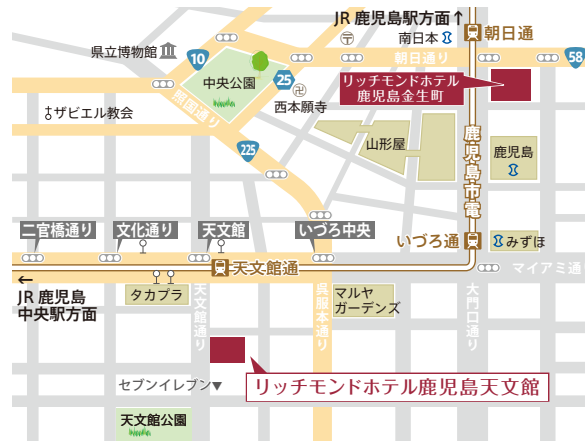 JR 鹿児島駅方面↑
朝日通
南日本
県立博物館
10
朝日通り
58
中央公園
25
リッチモンドホテル
鹿児島金生町
ザビエル教会
照国通り
西本願寺
225
山形屋
鹿児島
鹿児島市電
二官橋通り
文化通り
天文館
いづろ中央
いづろ通
みずほ
天文館通
マイアミ通
←
JR 鹿児島
中央駅方面
タカプラ
天文館通り
呉服本通り
マルヤ
ガーデンズ
大門口通り
セブンイレブン▼
リッチモンドホテル鹿児島天文館
天文館公園